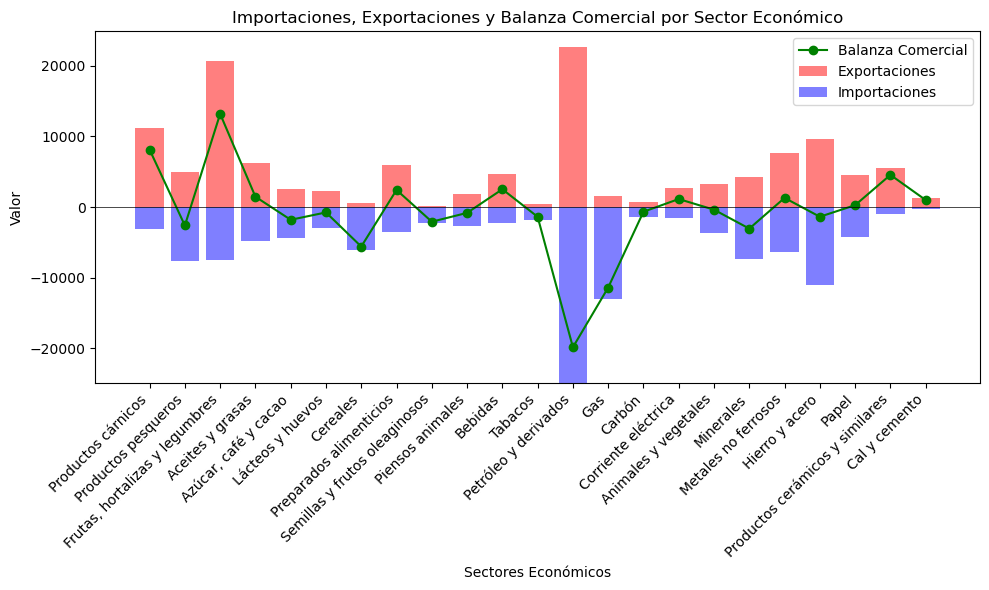 Importaciones, Exportaciones y Balanza Comercial por Sector Económico
Balanza Comercial
Exportaciones
Importaciones
Valor
20000
10000
0
−10000
−20000
Productos cárnicos
Productos pesqueros
Frutas, hortalizas y legumbres
Aceites y grasas
Azúcar, café y cacao
Lácteos y huevos
Cereales
Preparados alimenticios
Semillas y frutos oleaginosos
Piensos animales
Bebidas
Tabacos
Petróleo y derivados
Gas
Carbón
Corriente eléctrica
Animales y vegetales
Minerales
Metales no ferrosos
Hierro y acero
Papel
Productos cerámicos y similares
Cal y cemento
Sectores Económicos